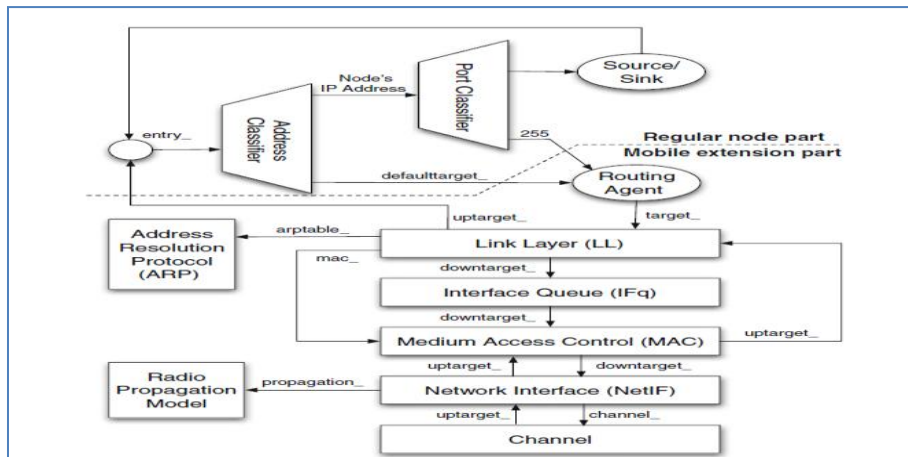 Node's
IP Address
Port Classifier
Source/
Sink
entry_
Address
Classifier
255
Regular node part
Mobile extension part
defaulttarget_
Routing
Agent
uptarget_
target_
Address
Resolution
Protocol
(ARP)
arptable_
Link Layer (LL)
mac_
downtarget_
Interface Queue (IFq)
downtarget_
Medium Access Control (MAC)
uptarget_
uptarget_
downtarget_
Radio
Propagation
Model
propagation_
Network Interface (NetIF)
uptarget_
channel_
Channel